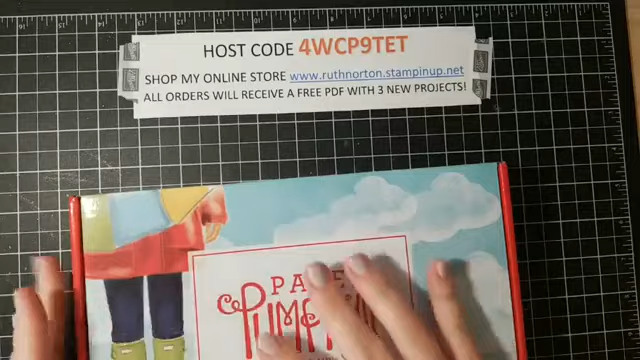 HOST CODE 4WCP9TET
SHOP MY ONLINE STORE www.ruthnorton.stampinup.net
ALL ORDERS WILL RECEIVE A FREE PDF WITH 3 NEW PROJECTS!